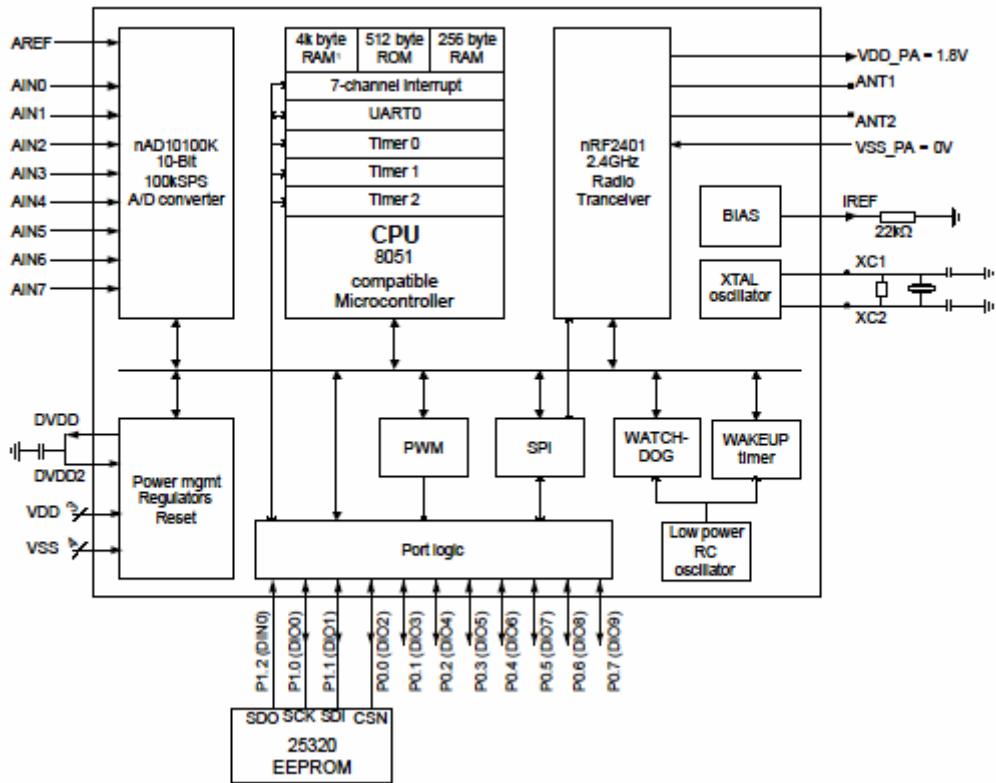 AREF
AIN0
AIN1
AIN2
AIN3
AIN4
AIN5
AIN6
AIN7
nAD10100K
10-Bit
100kSPS
A/D converter
4k byte
RAM¹
512 byte
ROM
256 byte
RAM
7-channel interrupt
UART0
Timer 0
Timer 1
Timer 2
CPU
8051
compatible
Microcontroller
nRF2401
2.4GHz
Radio
Tranceiver
VDD_PA = 1.8V
ANT1
ANT2
VSS_PA = 0V
BIAS
IREF
22kΩ
XTAL
oscillator
XC1
XC2
DVDD
DVDD2
VDD 3
VSS 4
Power mgmt
Regulators
Reset
PWM
SPI
WATCH-
DOG
WAKEUP
timer
Low power
RC
oscillator
Port logic
P1.2 (DIN0)
P1.0 (DIO0)
P1.1 (DIO1)
P0.0 (DIO2)
P0.1 (DIO3)
P0.2 (DIO4)
P0.3 (DIO5)
P0.4 (DIO6)
P0.5 (DIO7)
P0.6 (DIO8)
P0.7 (DIO9)
SDO
SCK
SDI
CSN
25320
EEPROM